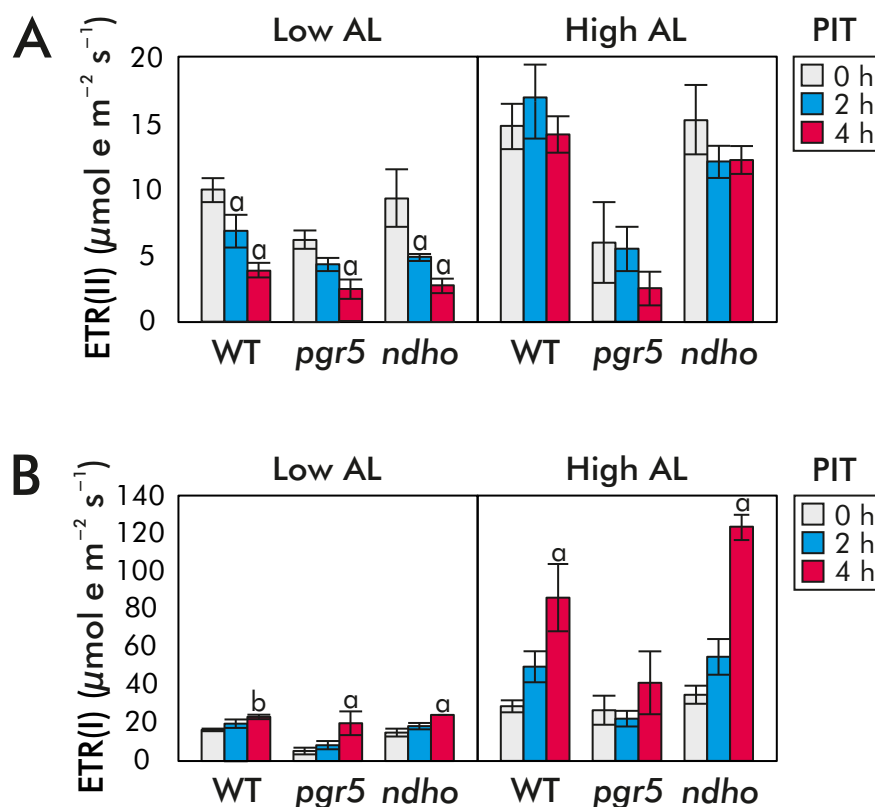 A
Low AL High AL PIT
ETR(II) (μmol e m⁻² s⁻¹)
20
15
10
5
0
a a a a a
0 h
2 h
4 h
WT pgr5 ndho WT pgr5 ndho
B
Low AL High AL PIT
ETR(I) (μmol e m⁻² s⁻¹)
140
120
100
80
60
40
20
0
b a a a a
0 h
2 h
4 h
WT pgr5 ndho WT pgr5 ndho